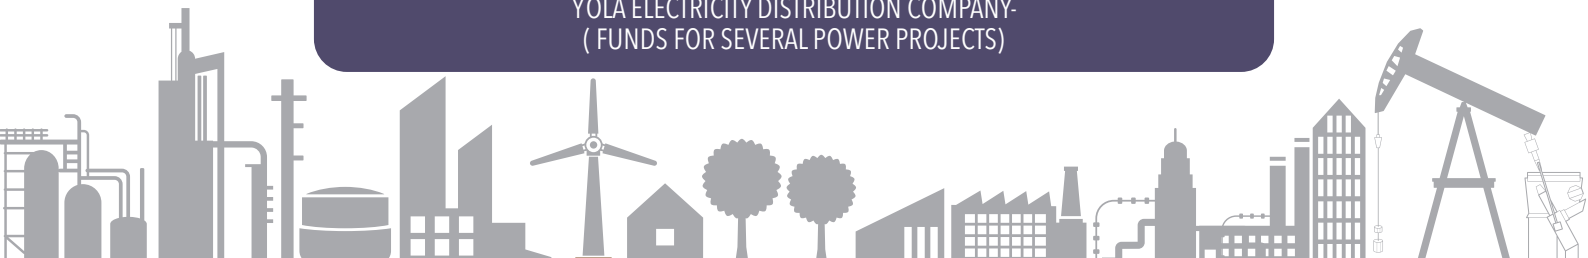 YOLA ELECTRICITY DISTRIBUTION COMPANY-
( FUNDS FOR SEVERAL POWER PROJECTS)